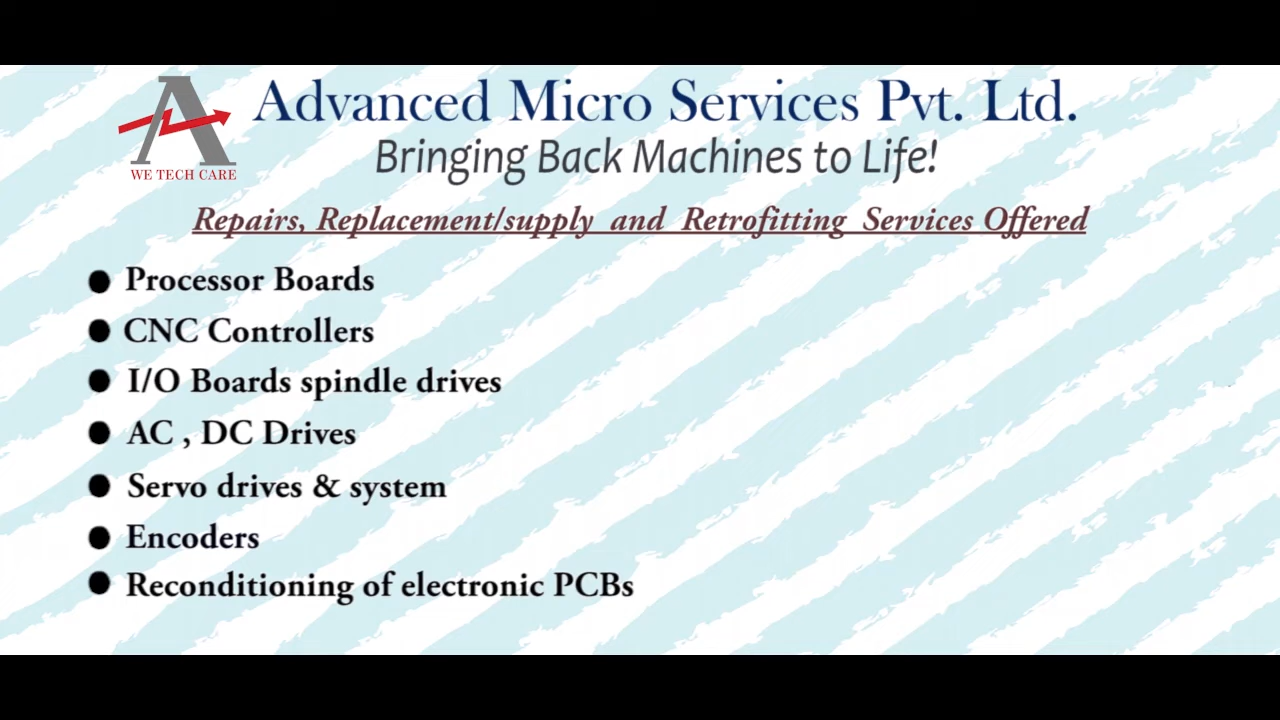 Advanced Micro Services Pvt. Ltd.
Bringing Back Machines to Life!
WE TECH CARE
Repairs, Replacement/supply and Retrofitting Services Offered
● Processor Boards
● CNC Controllers
● I/O Boards spindle drives
● AC , DC Drives
● Servo drives & system
● Encoders
● Reconditioning of electronic PCBs